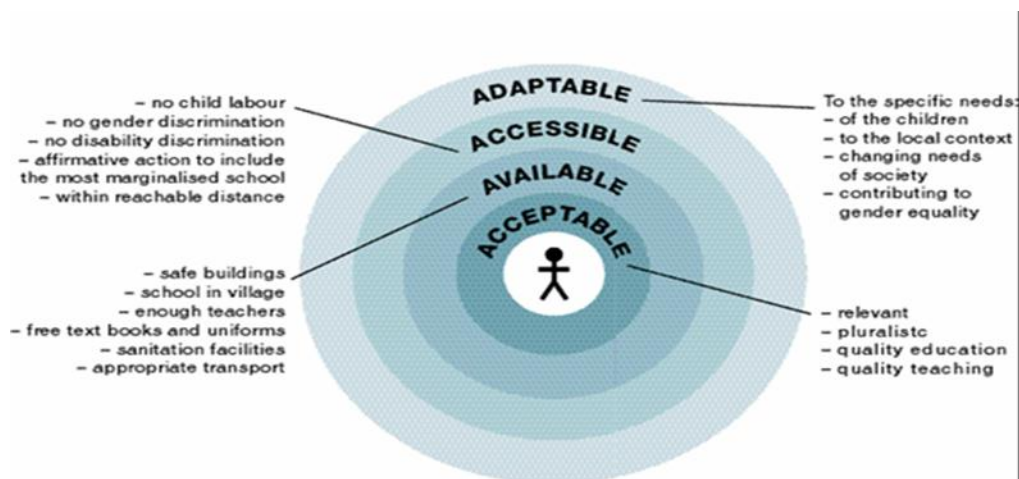 ADAPTABLE
ACCESSIBLE
AVAILABLE
ACCEPTABLE
– no child labour
– no gender discrimination
– no disability discrimination
– affirmative action to include
the most marginalised school
– within reachable distance
– safe buildings
– school in village
– enough teachers
– free text books and uniforms
– sanitation facilities
– appropriate transport
To the specific needs:
– of the children
– to the local context
– changing needs
of society
– contributing to
gender equality
– relevant
– pluralistc
– quality education
– quality teaching